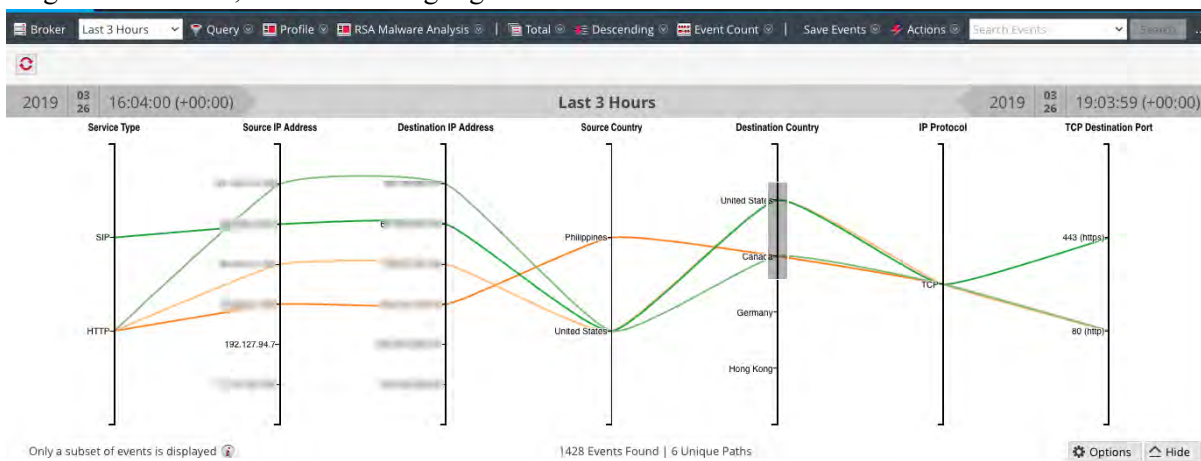 Broker Last 3 Hours Query Profile RSA Malware Analysis | Total Descending Event Count | Save Events Actions Search Events Search
2019 03 26 16:04:00 (+00:00) Last 3 Hours 2019 03 26 19:03:59 (+00:00)
Service Type Source IP Address Destination IP Address Source Country Destination Country IP Protocol TCP Destination Port
United States
SIP Philippines 443 (https)
Canada
TCP
Germany
HTTP United States 80 (http)
192.127.94.7
Hong Kong
Only a subset of events is displayed 1428 Events Found | 6 Unique Paths Options Hide